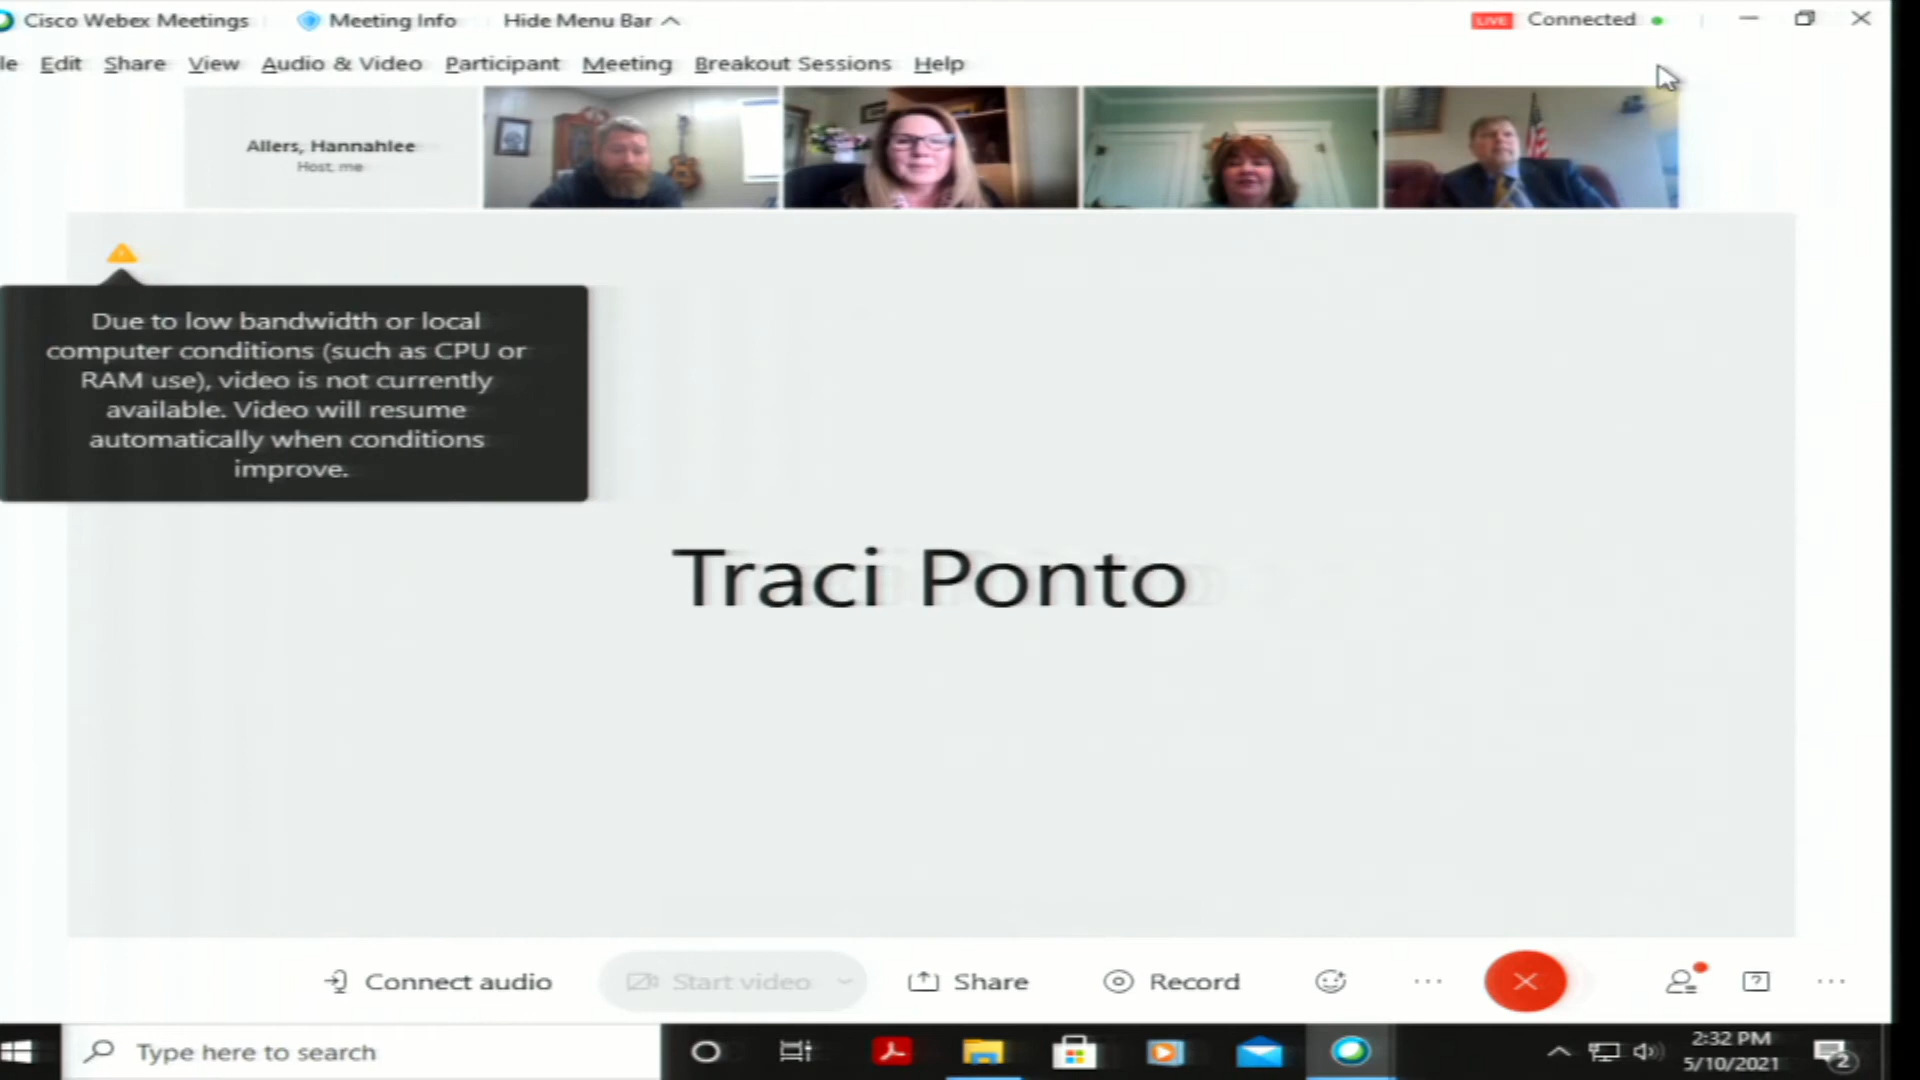 Cisco Webex Meetings Meeting Info Hide Menu Bar LIVE Connected
le Edit Share View Audio & Video Participant Meeting Breakout Sessions Help
Allers, Hannahlee
Host, me
Due to low bandwidth or local
computer conditions (such as CPU or
RAM use), video is not currently
available. Video will resume
automatically when conditions
improve.
Traci Ponto
Connect audio Start video Share Record
Type here to search
2:32 PM
5/10/2021
2